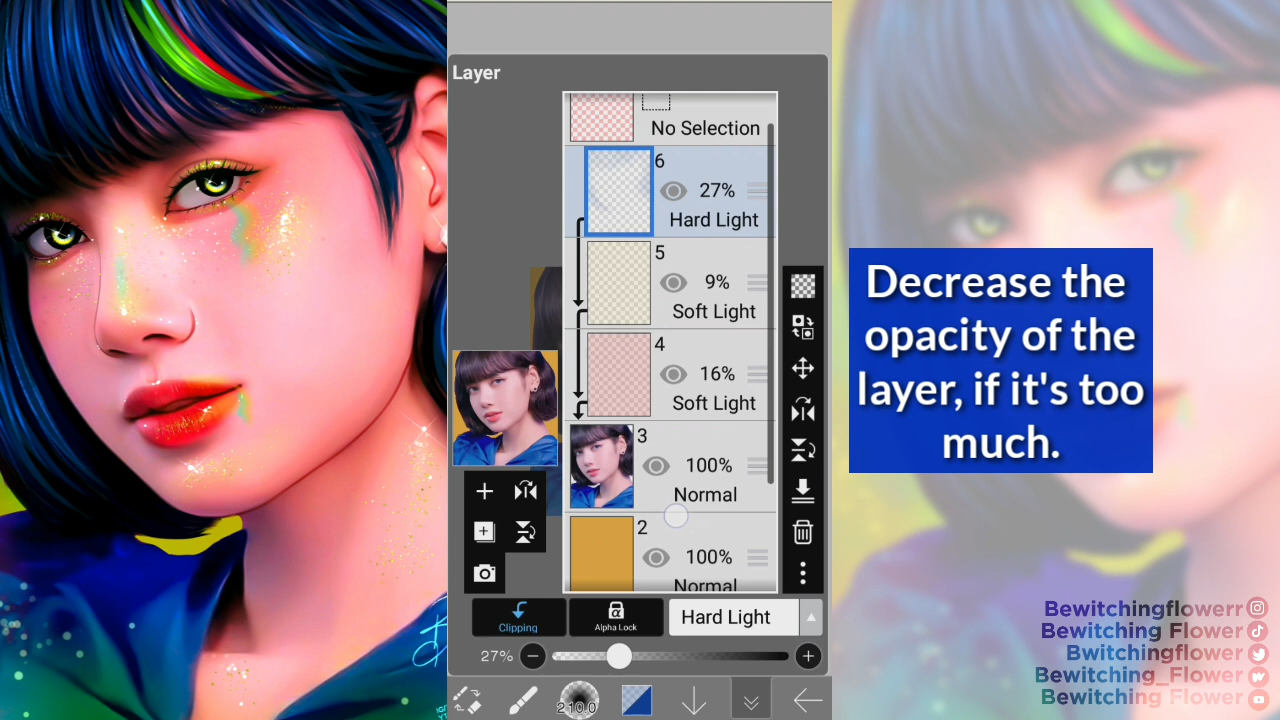 Layer
No Selection
6
27%
Hard Light
5
9%
Soft Light
4
16%
Soft Light
3
100%
Normal
2
100%
Normal
Clipping
α
Alpha Lock
Hard Light
27%
210.0
Decrease the
opacity of the
layer, if it's too
much.
Bewitchingflowerr
Bewitching Flower
Bwitchingflower
Bewitching_Flower
Bewitching Flower